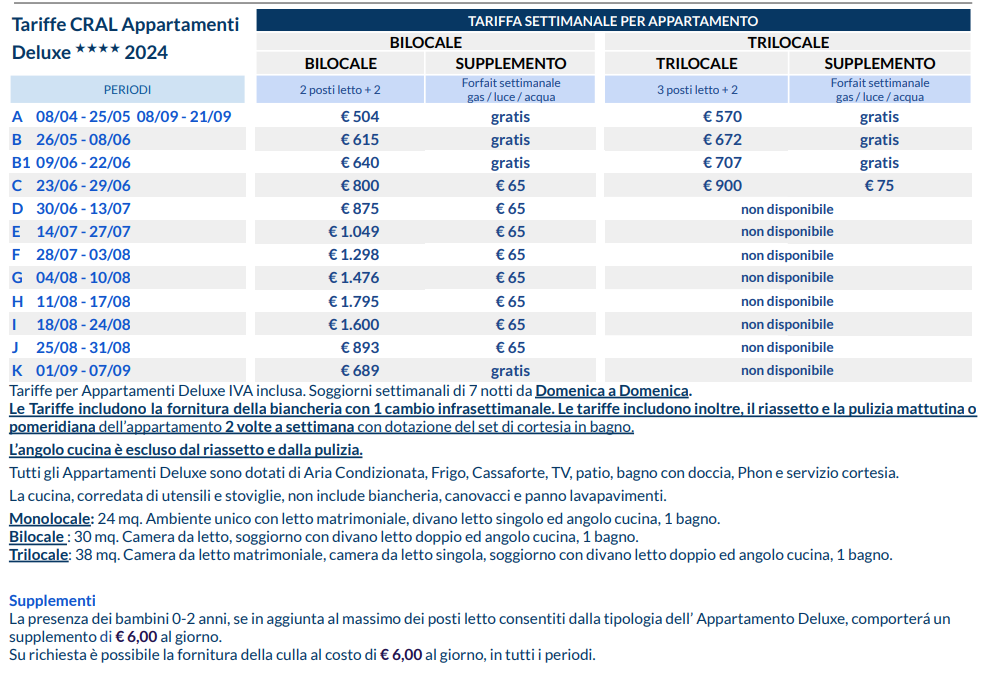 Tariffe CRAL Appartamenti
Deluxe ★★★★ 2024
TARIFFA SETTIMANALE PER APPARTAMENTO
BILOCALE TRILOCALE
BILOCALE SUPPLEMENTO TRILOCALE SUPPLEMENTO
PERIODI 2 posti letto + 2 Forfait settimanale gas / luce / acqua 3 posti letto + 2 Forfait settimanale gas / luce / acqua
A 08/04 - 25/05 08/09 - 21/09 € 504 gratis € 570 gratis
B 26/05 - 08/06 € 615 gratis € 672 gratis
B1 09/06 - 22/06 € 640 gratis € 707 gratis
C 23/06 - 29/06 € 800 € 65 € 900 € 75
D 30/06 - 13/07 € 875 € 65 non disponibile
E 14/07 - 27/07 € 1.049 € 65 non disponibile
F 28/07 - 03/08 € 1.298 € 65 non disponibile
G 04/08 - 10/08 € 1.476 € 65 non disponibile
H 11/08 - 17/08 € 1.795 € 65 non disponibile
I 18/08 - 24/08 € 1.600 € 65 non disponibile
J 25/08 - 31/08 € 893 € 65 non disponibile
K 01/09 - 07/09 € 689 gratis non disponibile
Tariffe per Appartamenti Deluxe IVA inclusa. Soggiorni settimanali di 7 notti da Domenica a Domenica.
Le Tariffe includono la fornitura della biancheria con 1 cambio infrasettimanale. Le tariffe includono inoltre, il riassetto e la pulizia mattutina o
pomeridiana dell'appartamento 2 volte a settimana con dotazione del set di cortesia in bagno.
L'angolo cucina è escluso dal riassetto e dalla pulizia.
Tutti gli Appartamenti Deluxe sono dotati di Aria Condizionata, Frigo, Cassaforte, TV, patio, bagno con doccia, Phon e servizio cortesia.
La cucina, corredata di utensili e stoviglie, non include biancheria, canovacci e panno lavapavimenti.
Monolocale: 24 mq. Ambiente unico con letto matrimoniale, divano letto singolo ed angolo cucina, 1 bagno.
Bilocale : 30 mq. Camera da letto, soggiorno con divano letto doppio ed angolo cucina, 1 bagno.
Trilocale: 38 mq. Camera da letto matrimoniale, camera da letto singola, soggiorno con divano letto doppio ed angolo cucina, 1 bagno.
Supplementi
La presenza dei bambini 0-2 anni, se in aggiunta al massimo dei posti letto consentiti dalla tipologia dell' Appartamento Deluxe, comporterá un
supplemento di € 6,00 al giorno.
Su richiesta è possibile la fornitura della culla al costo di € 6,00 al giorno, in tutti i periodi.